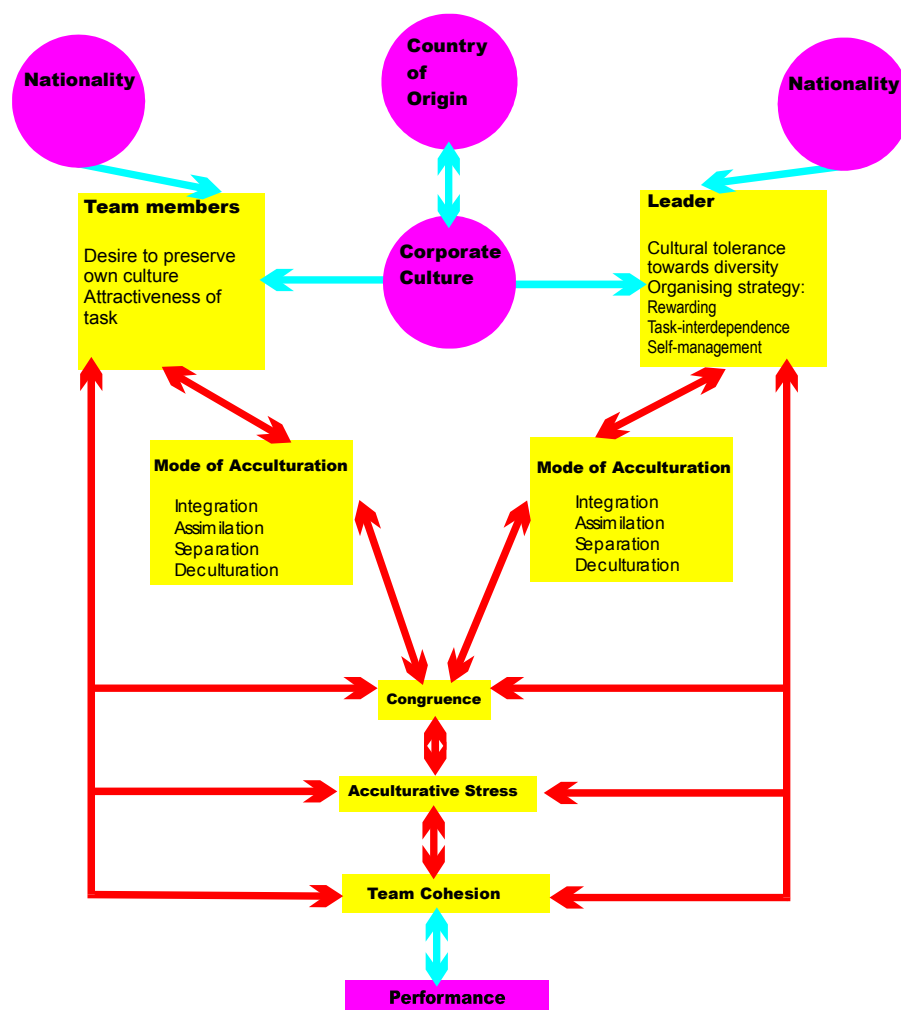 Nationality
Country
of
Origin
Nationality
Team members
Desire to preserve
own culture
Attractiveness of
task
Corporate
Culture
Leader
Cultural tolerance
towards diversity
Organising strategy:
Rewarding
Task-interdependence
Self-management
Mode of Acculturation
Integration
Assimilation
Separation
Deculturation
Mode of Acculturation
Integration
Assimilation
Separation
Deculturation
Congruence
Acculturative Stress
Team Cohesion
Performance